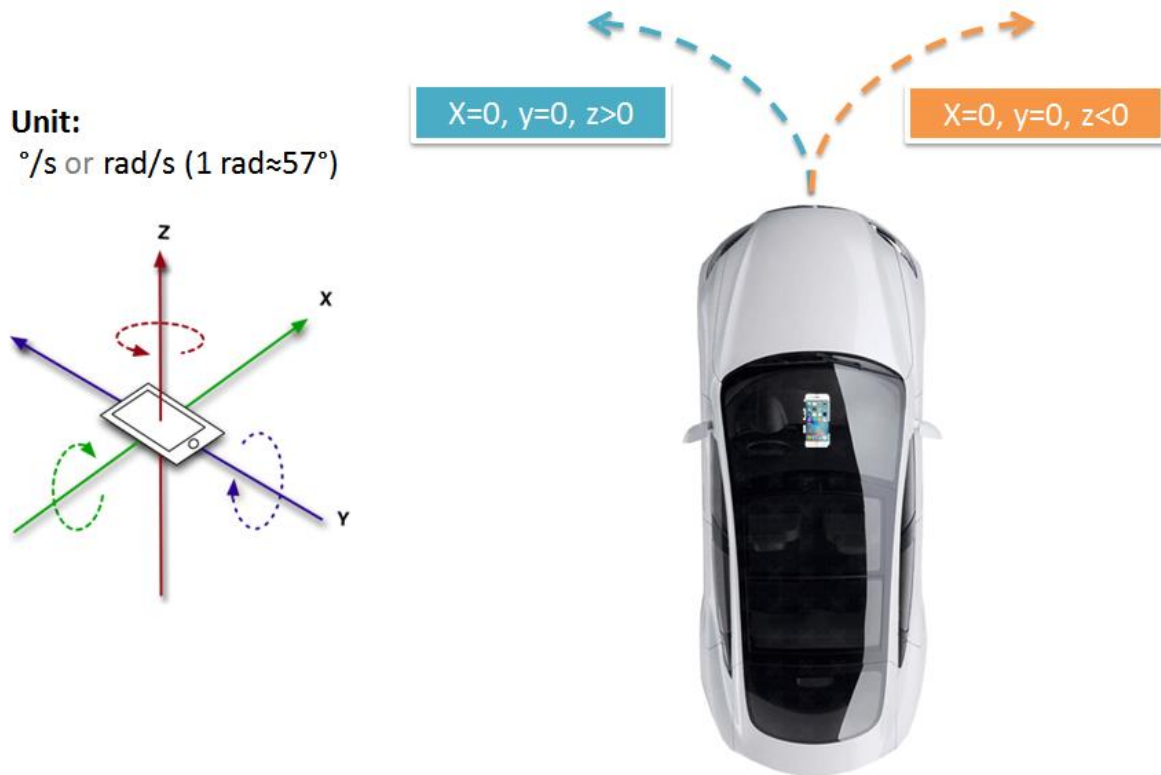 Unit:
°/s or rad/s (1 rad≈57°)
X=0, y=0, z>0
X=0, y=0, z<0
Z
X
Y